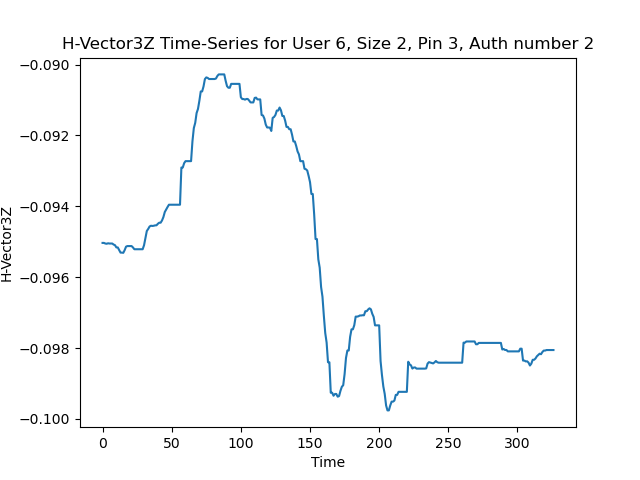 H-Vector3Z Time-Series for User 6, Size 2, Pin 3, Auth number 2
−0.090
−0.092
−0.094
−0.096
−0.098
−0.100
H-Vector3Z
0 50 100 150 200 250 300
Time